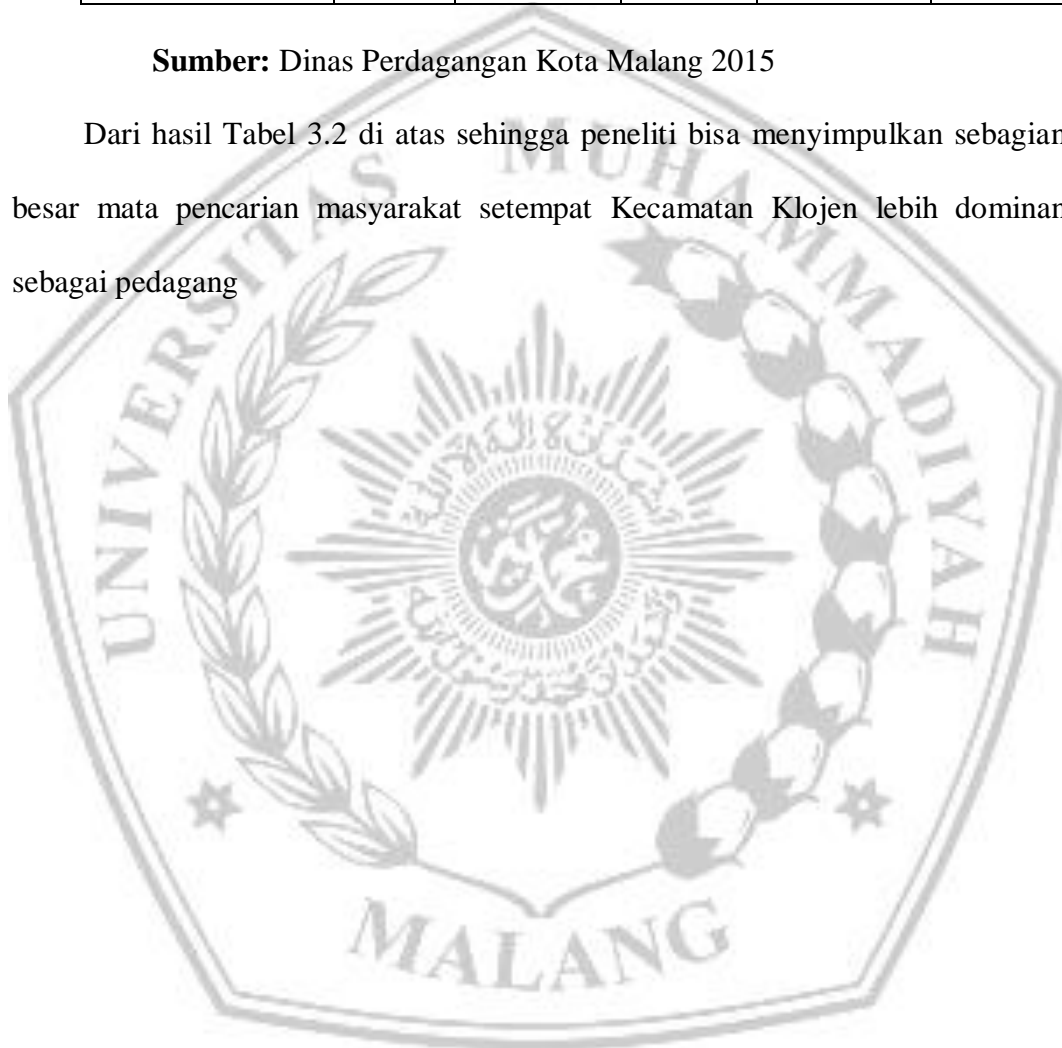 Sumber: Dinas Perdagangan Kota Malang 2015
Dari hasil Tabel 3.2 di atas sehingga peneliti bisa menyimpulkan sebagian
besar mata pencarian masyarakat setempat Kecamatan Klojen lebih dominan
sebagai pedagang
UNIVERSITAS MUHAMMADIYAH
MALANG